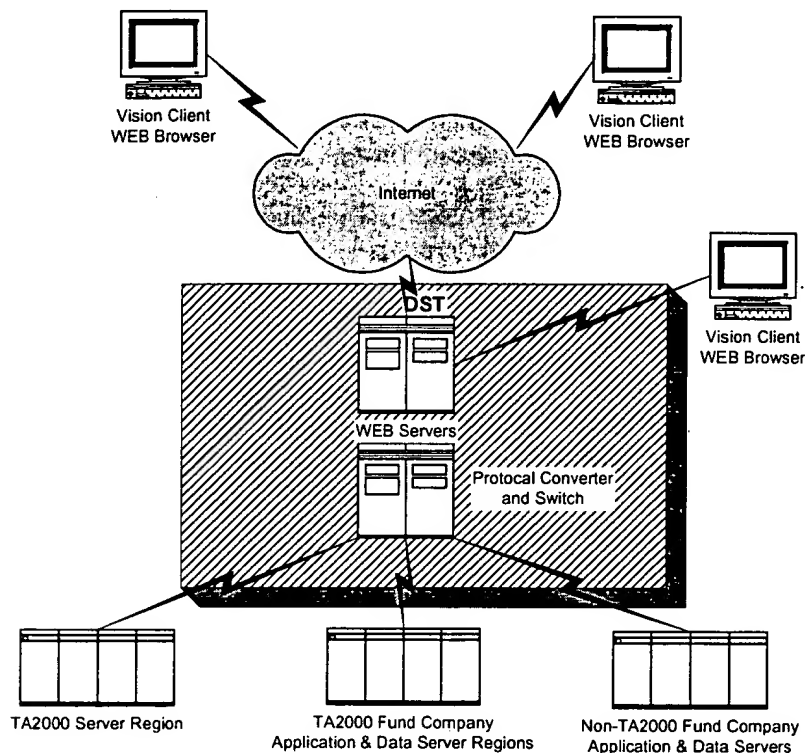 Vision Client
WEB Browser
Vision Client
WEB Browser
Internet
DST
Vision Client
WEB Browser
WEB Servers
Protocal Converter
and Switch
TA2000 Server Region
TA2000 Fund Company
Application & Data Server Regions
Non-TA2000 Fund Company
Application & Data Servers